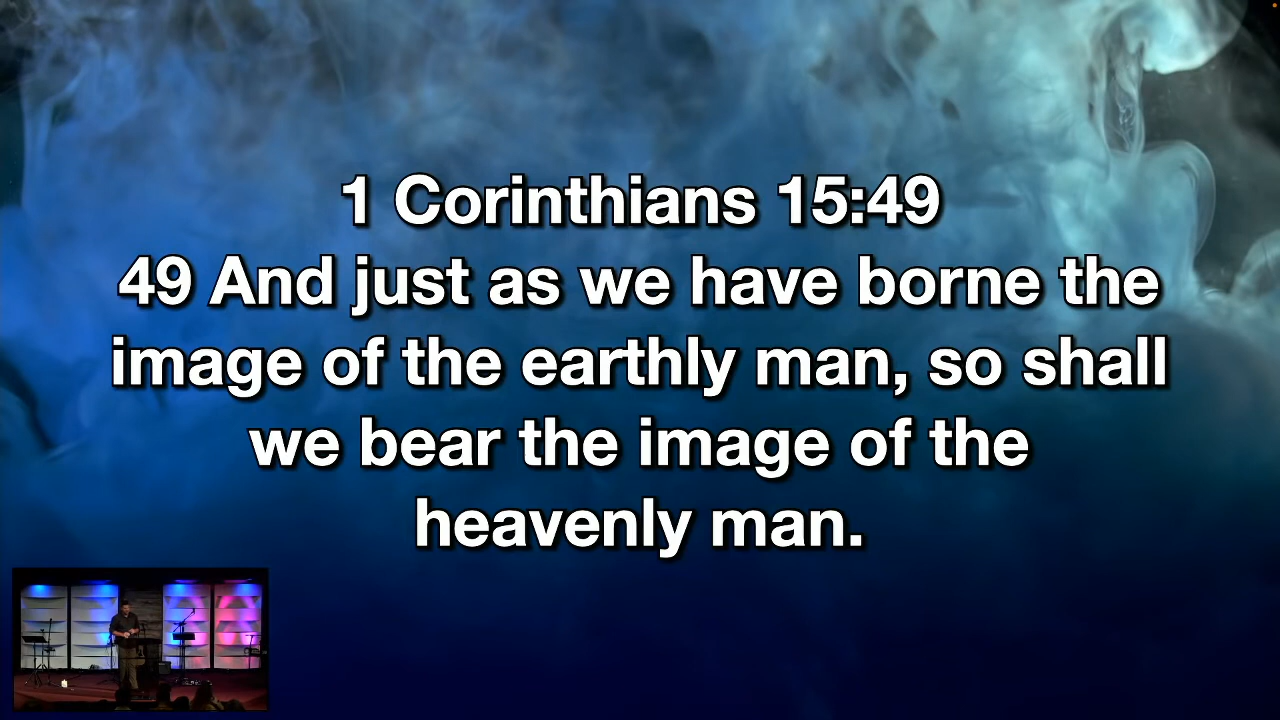 1 Corinthians 15:49
49 And just as we have borne the
image of the earthly man, so shall
we bear the image of the
heavenly man.